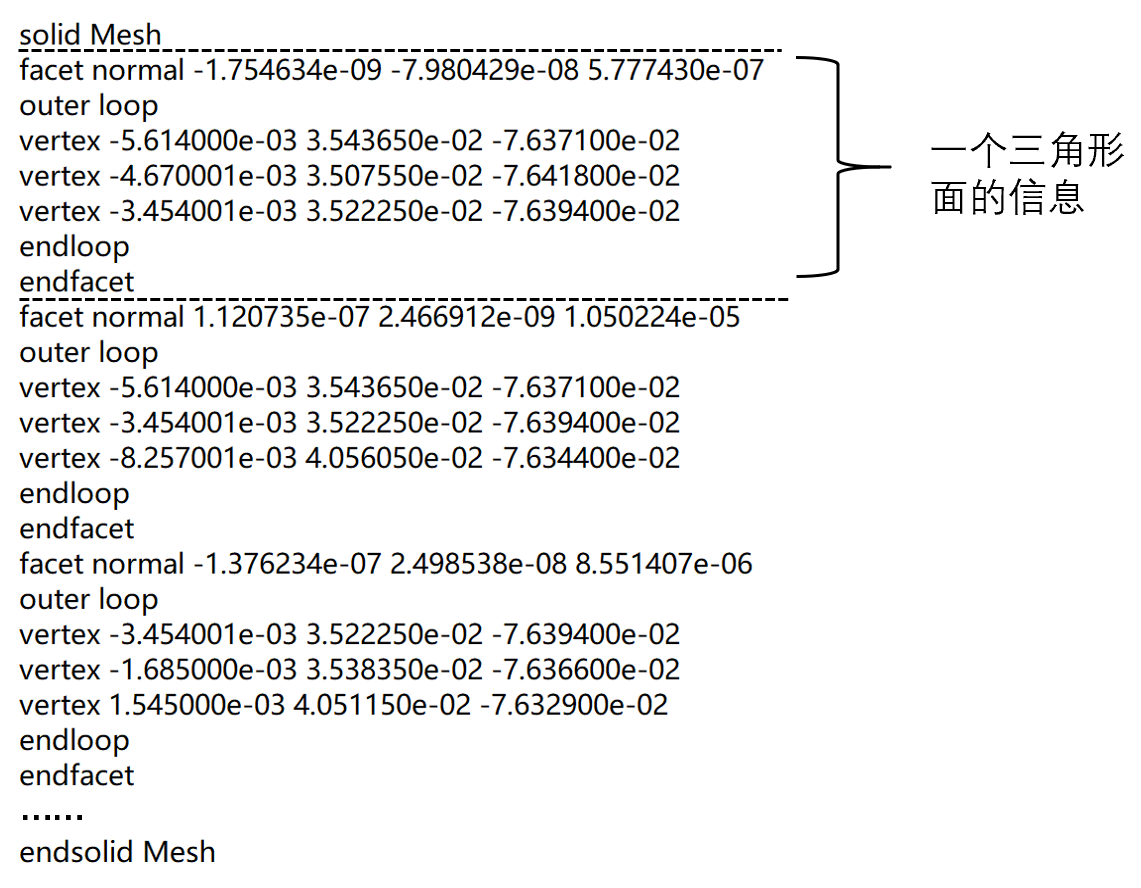 solid Mesh
facet normal -1.754634e-09 -7.980429e-08 5.777430e-07
outer loop
vertex -5.614000e-03 3.543650e-02 -7.637100e-02
vertex -4.670001e-03 3.507550e-02 -7.641800e-02
vertex -3.454001e-03 3.522250e-02 -7.639400e-02
endloop
endfacet
一个三角形
面的信息
facet normal 1.120735e-07 2.466912e-09 1.050224e-05
outer loop
vertex -5.614000e-03 3.543650e-02 -7.637100e-02
vertex -3.454001e-03 3.522250e-02 -7.639400e-02
vertex -8.257001e-03 4.056050e-02 -7.634400e-02
endloop
endfacet
facet normal -1.376234e-07 2.498538e-08 8.551407e-06
outer loop
vertex -3.454001e-03 3.522250e-02 -7.639400e-02
vertex -1.685000e-03 3.538350e-02 -7.636600e-02
vertex 1.545000e-03 4.051150e-02 -7.632900e-02
endloop
endfacet
……
endsolid Mesh